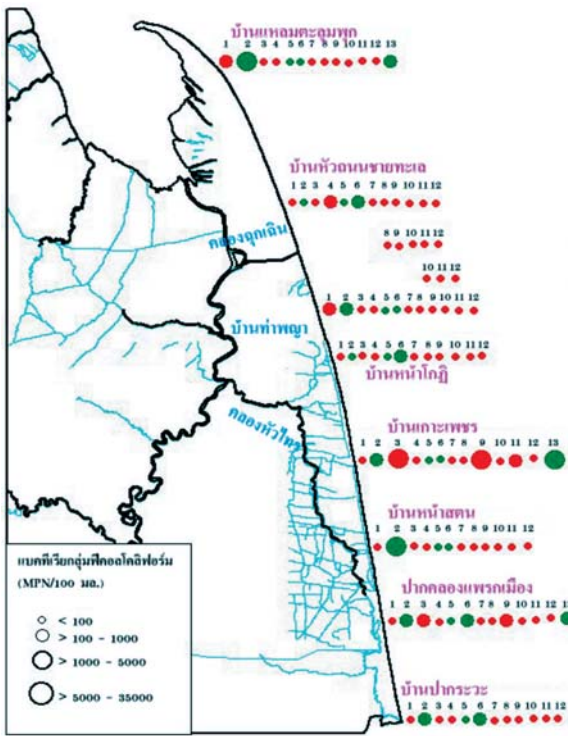 บ้านแหลมตะลุมพุก
1 2 3 4 5 6 7 8 9 10 11 12 13
บ้านหัวถนนชายทะเล
1 2 3 4 5 6 7 8 9 10 11 12
8 9 10 11 12
คลองฉุกเฉิน
10 11 12
1 2 3 4 5 6 7 8 9 10 11 12
บ้านท่าพญา
1 2 3 4 5 6 7 8 9 10 11 12
บ้านหน้าโกฏิ
คลองหัวไทร
บ้านเกาะเพชร
1 2 3 4 5 6 7 8 9 10 11 12 13
บ้านหน้าสตน
1 2 3 4 5 6 7 8 9 10 11 12
แบคทีเรียกลุ่มฟีคอลโคลิฟอร์ม
(MPN/100 มล.)
ปากคลองแพรกเมือง
1 2 3 4 5 6 7 8 9 10 11 12 13
< 100
> 100 - 1000
> 1000 - 5000
> 5000 - 35000
บ้านปากระวะ
1 2 3 4 5 6 7 8 9 10 11 12